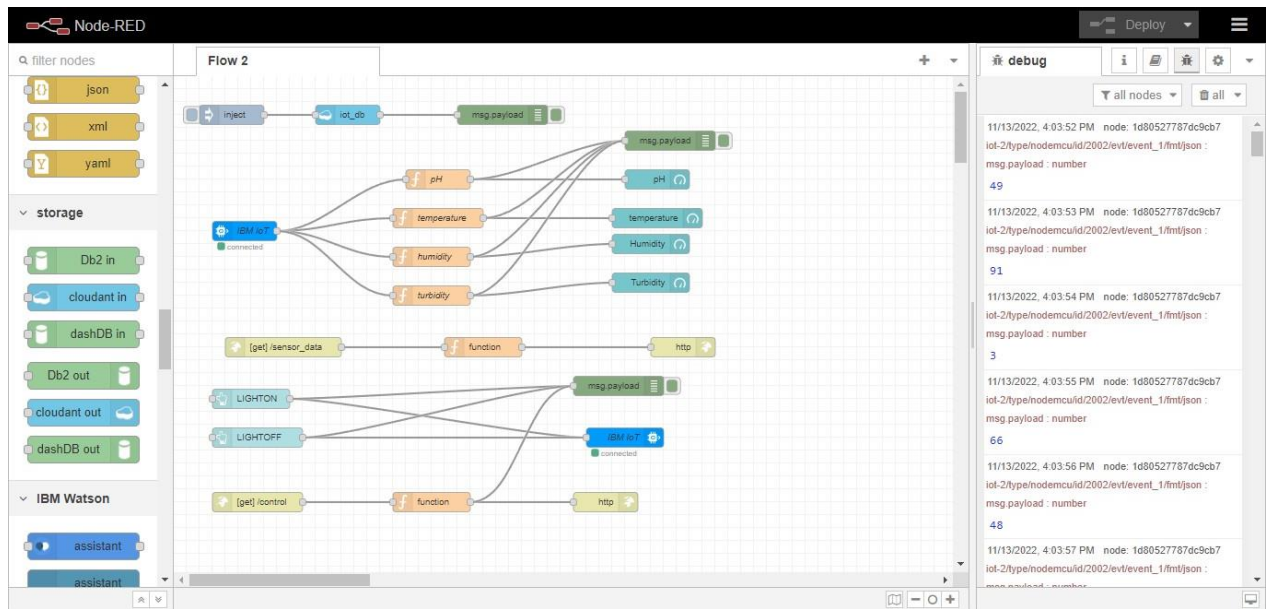 Node-RED
Deploy
filter nodes
json
xml
yaml
storage
Db2 in
cloudant in
dashDB in
Db2 out
cloudant out
dashDB out
IBM Watson
assistant
assistant
Flow 2
inject
iot_db
msg.payload
msg.payload
pH
pH
IBM IoT
connected
temperature
temperature
humidity
Humidity
turbidity
Turbidity
[get] /sensor_data
function
http
LIGHTON
msg.payload
LIGHTOFF
IBM IoT
connected
[get] /control
function
http
debug
i
all nodes
all
11/13/2022, 4:03:52 PM node: 1d80527787dc9cb7
iot-2/type/nodemcu/id/2002/evt/event_1/fmt/json :
msg.payload : number
49
11/13/2022, 4:03:53 PM node: 1d80527787dc9cb7
iot-2/type/nodemcu/id/2002/evt/event_1/fmt/json :
msg.payload : number
91
11/13/2022, 4:03:54 PM node: 1d80527787dc9cb7
iot-2/type/nodemcu/id/2002/evt/event_1/fmt/json :
msg.payload : number
3
11/13/2022, 4:03:55 PM node: 1d80527787dc9cb7
iot-2/type/nodemcu/id/2002/evt/event_1/fmt/json :
msg.payload : number
66
11/13/2022, 4:03:56 PM node: 1d80527787dc9cb7
iot-2/type/nodemcu/id/2002/evt/event_1/fmt/json :
msg.payload : number
48
11/13/2022, 4:03:57 PM node: 1d80527787dc9cb7
iot-2/type/nodemcu/id/2002/evt/event_1/fmt/json :
msg.payload : number